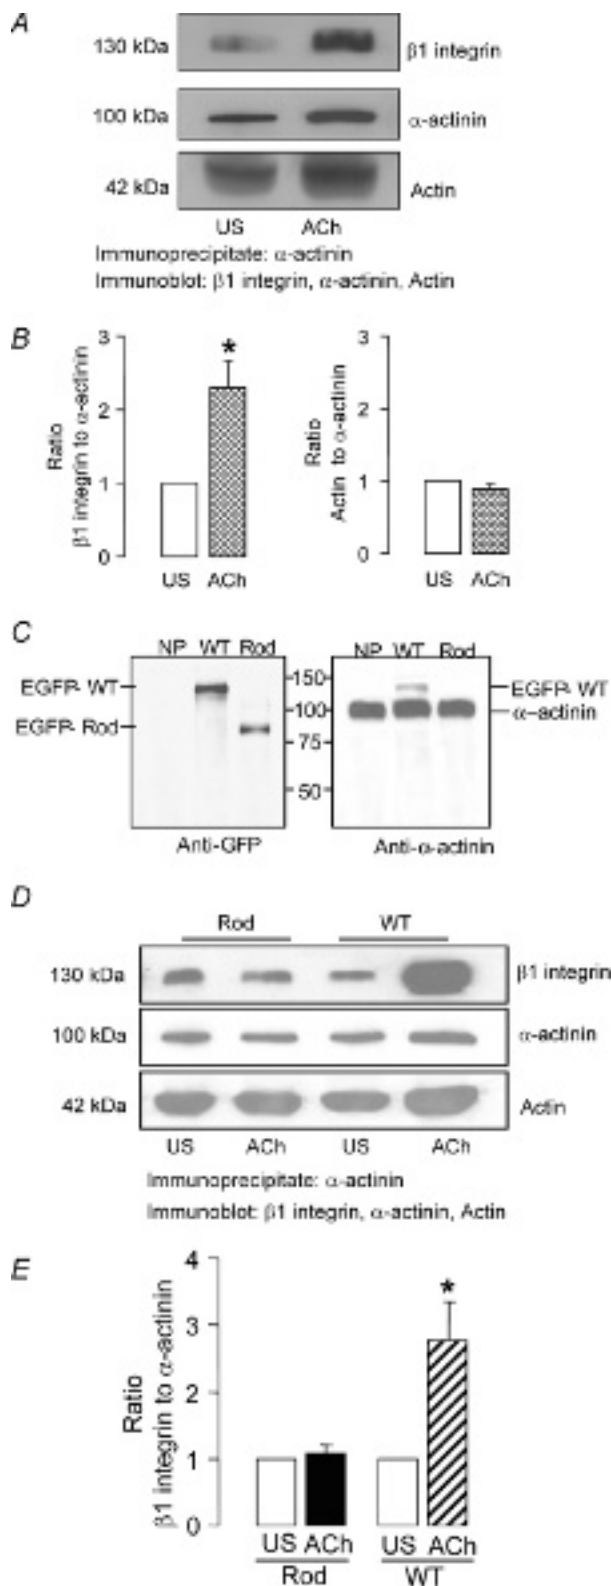 A
130 kDa β1 integrin
100 kDa α-actinin
42 kDa Actin
US ACh
Immunoprecipitate: α-actinin
Immunoblot: β1 integrin, α-actinin, Actin
B
Ratio
β1 integrin to α-actinin
3
2
1
0
US ACh
*
Ratio
Actin to α-actinin
3
2
1
0
US ACh
C
NP WT Rod
EGFP-WT
EGFP-Rod
Anti-GFP
150
100
75
50
NP WT Rod
EGFP-WT
α-actinin
Anti-α-actinin
D
Rod WT
130 kDa β1 integrin
100 kDa α-actinin
42 kDa Actin
US ACh US ACh
Immunoprecipitate: α-actinin
Immunoblot: β1 integrin, α-actinin, Actin
E
Ratio
β1 integrin to α-actinin
4
3
2
1
0
*
US ACh US ACh
Rod WT